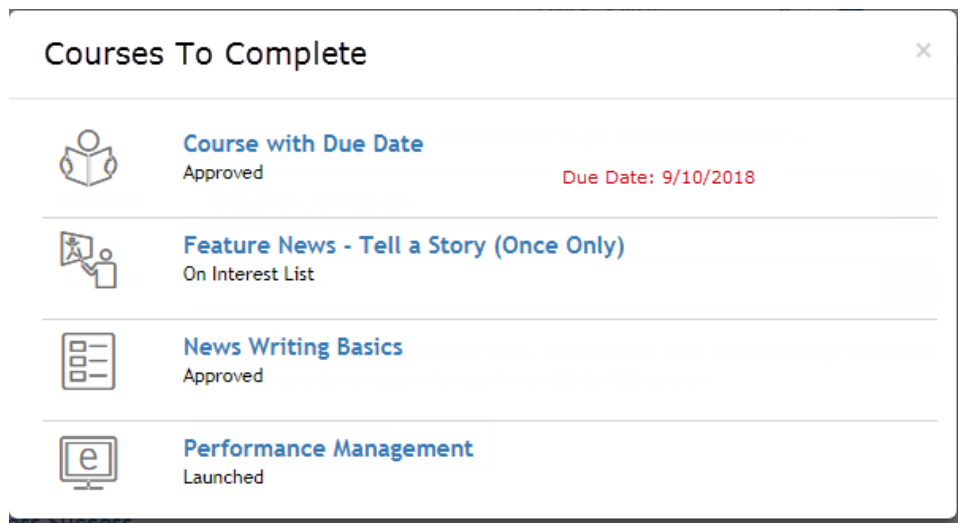 Courses To Complete
×
Course with Due Date
Approved
Due Date: 9/10/2018
Feature News - Tell a Story (Once Only)
On Interest List
News Writing Basics
Approved
e
Performance Management
Launched